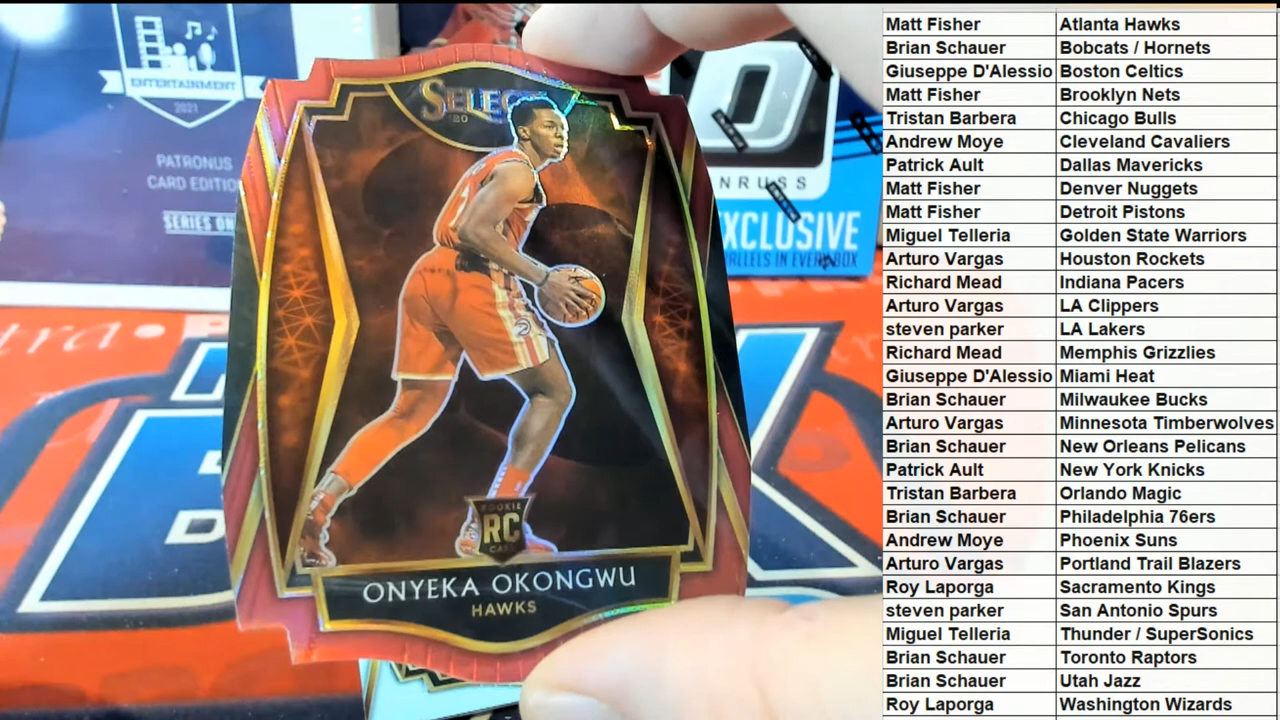 ENTERTAINMENT
2021
PATRONUS
CARD EDITION
SERIES
SELECT
20
ROOKIE
RC
CARD
ONYEKA OKONGWU
HAWKS
NRUSS
XCLUSIVE
PARALLELS IN EVERY BOX
Matt Fisher Atlanta Hawks
Brian Schauer Bobcats / Hornets
Giuseppe D'Alessio Boston Celtics
Matt Fisher Brooklyn Nets
Tristan Barbera Chicago Bulls
Andrew Moye Cleveland Cavaliers
Patrick Ault Dallas Mavericks
Matt Fisher Denver Nuggets
Matt Fisher Detroit Pistons
Miguel Telleria Golden State Warriors
Arturo Vargas Houston Rockets
Richard Mead Indiana Pacers
Arturo Vargas LA Clippers
steven parker LA Lakers
Richard Mead Memphis Grizzlies
Giuseppe D'Alessio Miami Heat
Brian Schauer Milwaukee Bucks
Arturo Vargas Minnesota Timberwolves
Brian Schauer New Orleans Pelicans
Patrick Ault New York Knicks
Tristan Barbera Orlando Magic
Brian Schauer Philadelphia 76ers
Andrew Moye Phoenix Suns
Arturo Vargas Portland Trail Blazers
Roy Laporga Sacramento Kings
steven parker San Antonio Spurs
Miguel Telleria Thunder / SuperSonics
Brian Schauer Toronto Raptors
Brian Schauer Utah Jazz
Roy Laporga Washington Wizards